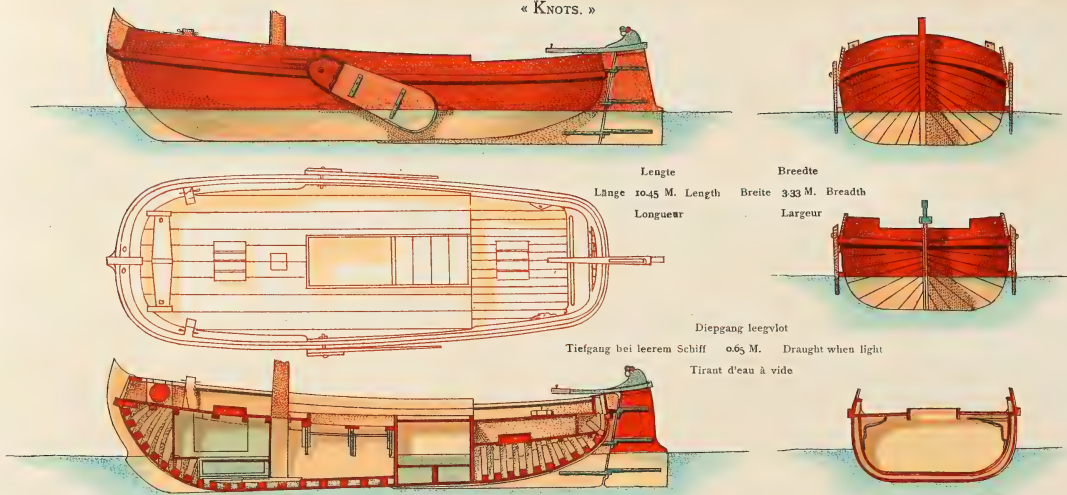 « KNOTS. »
Lengte Breedte
Länge 10.45 M. Length Breite 3.33 M. Breadth
Longueur Largeur
Diepgang leegvlot
Tiefgang bei leerem Schiff 0.65 M. Draught when light
Tirant d'eau à vide